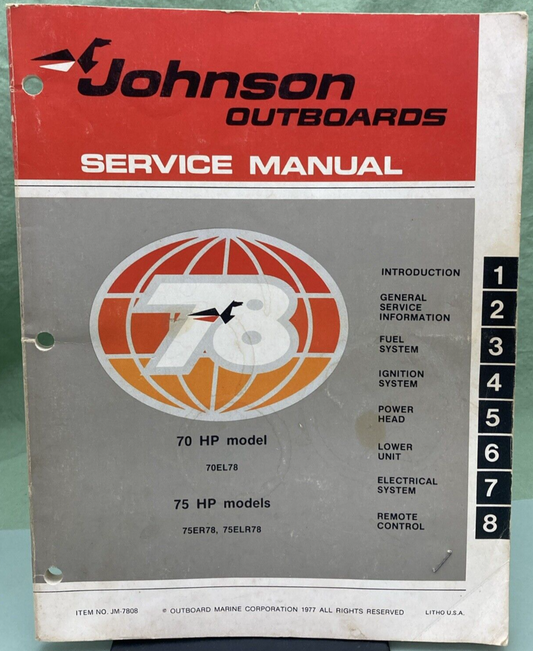 Johnson
OUTBOARDS
SERVICE MANUAL
78
70 HP model
70EL78
75 HP models
75ER78, 75ELR78
INTRODUCTION 1
GENERAL
SERVICE
INFORMATION 2
FUEL
SYSTEM 3
IGNITION
SYSTEM 4
POWER
HEAD 5
LOWER
UNIT 6
ELECTRICAL
SYSTEM 7
REMOTE
CONTROL 8
ITEM NO. JM-7808 © OUTBOARD MARINE CORPORATION 1977 ALL RIGHTS RESERVED LITHO U.S.A.